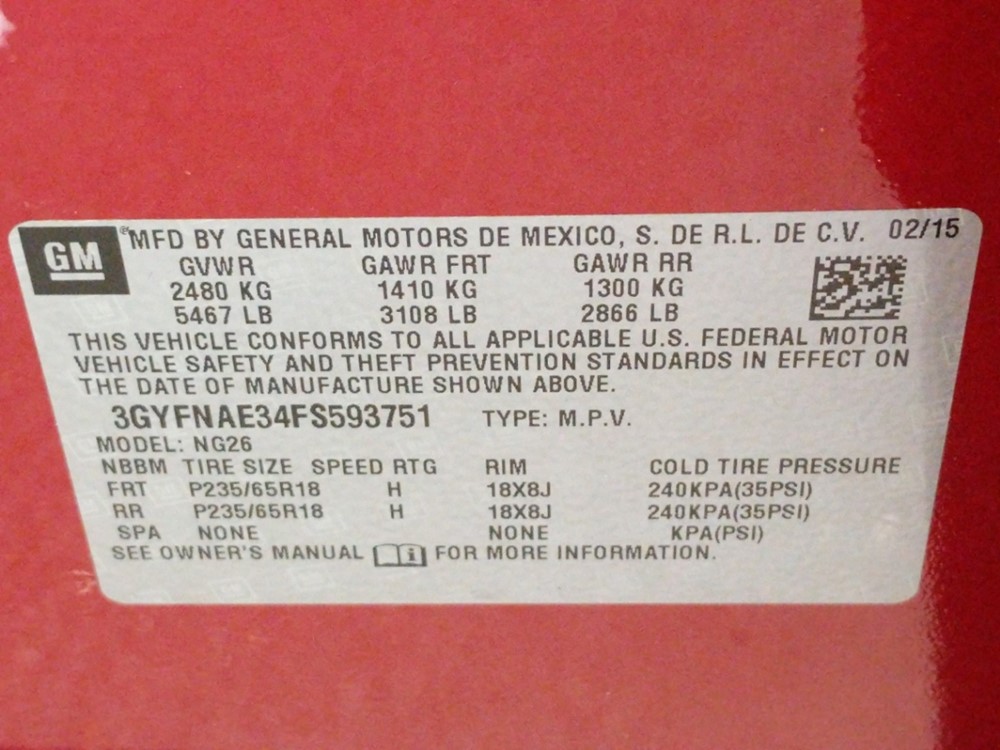 GM
®MFD BY GENERAL MOTORS DE MEXICO, S. DE R.L. DE C.V. 02/15
GVWR GAWR FRT GAWR RR
2480 KG 1410 KG 1300 KG
5467 LB 3108 LB 2866 LB
THIS VEHICLE CONFORMS TO ALL APPLICABLE U.S. FEDERAL MOTOR
VEHICLE SAFETY AND THEFT PREVENTION STANDARDS IN EFFECT ON
THE DATE OF MANUFACTURE SHOWN ABOVE.
3GYFNAE34FS593751 TYPE: M.P.V.
MODEL: NG26
NBBM TIRE SIZE SPEED RTG RIM COLD TIRE PRESSURE
FRT P235/65R18 H 18X8J 240KPA(35PSI)
RR P235/65R18 H 18X8J 240KPA(35PSI)
SPA NONE NONE KPA(PSI)
SEE OWNER'S MANUAL i FOR MORE INFORMATION.